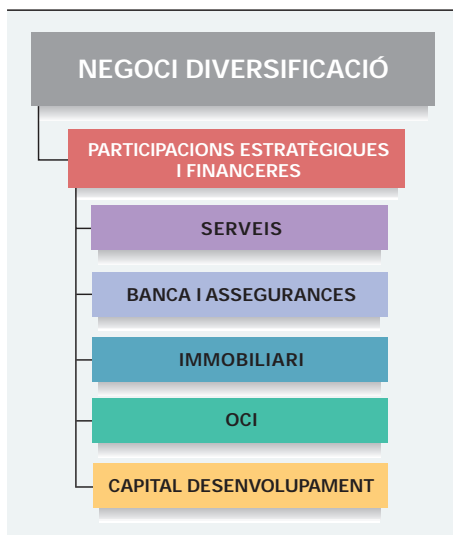 NEGOCI DIVERSIFICACIÓ
PARTICIPACIONS ESTRATÈGIQUES
I FINANCERES
SERVEIS
BANCA I ASSEGURANCES
IMMOBILIARI
OCI
CAPITAL DESENVOLUPAMENT